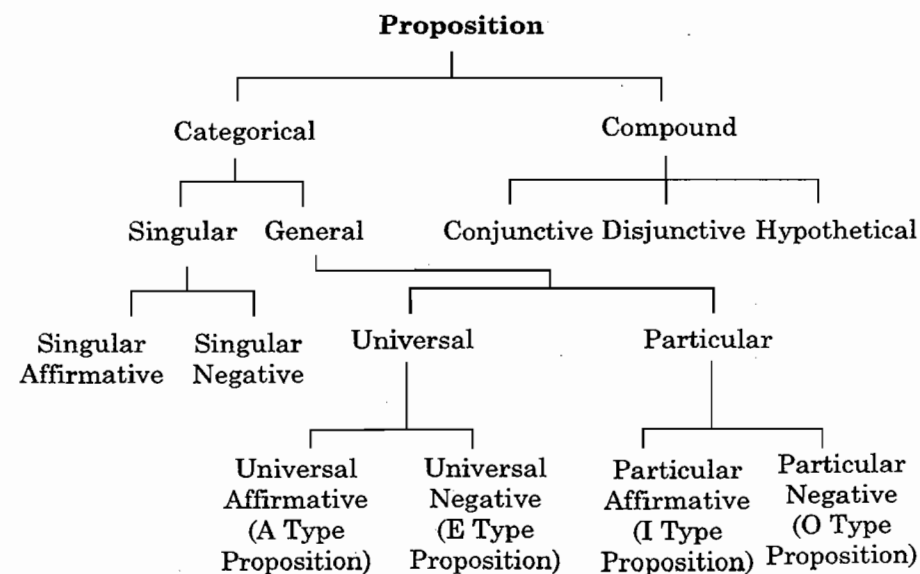 Proposition
Categorical
Compound
Singular General
Conjunctive Disjunctive Hypothetical
Singular
Affirmative
Singular
Negative
Universal
Particular
Universal
Affirmative
(A Type
Proposition)
Universal
Negative
(E Type
Proposition)
Particular
Affirmative
(I Type
Proposition)
Particular
Negative
(O Type
Proposition)